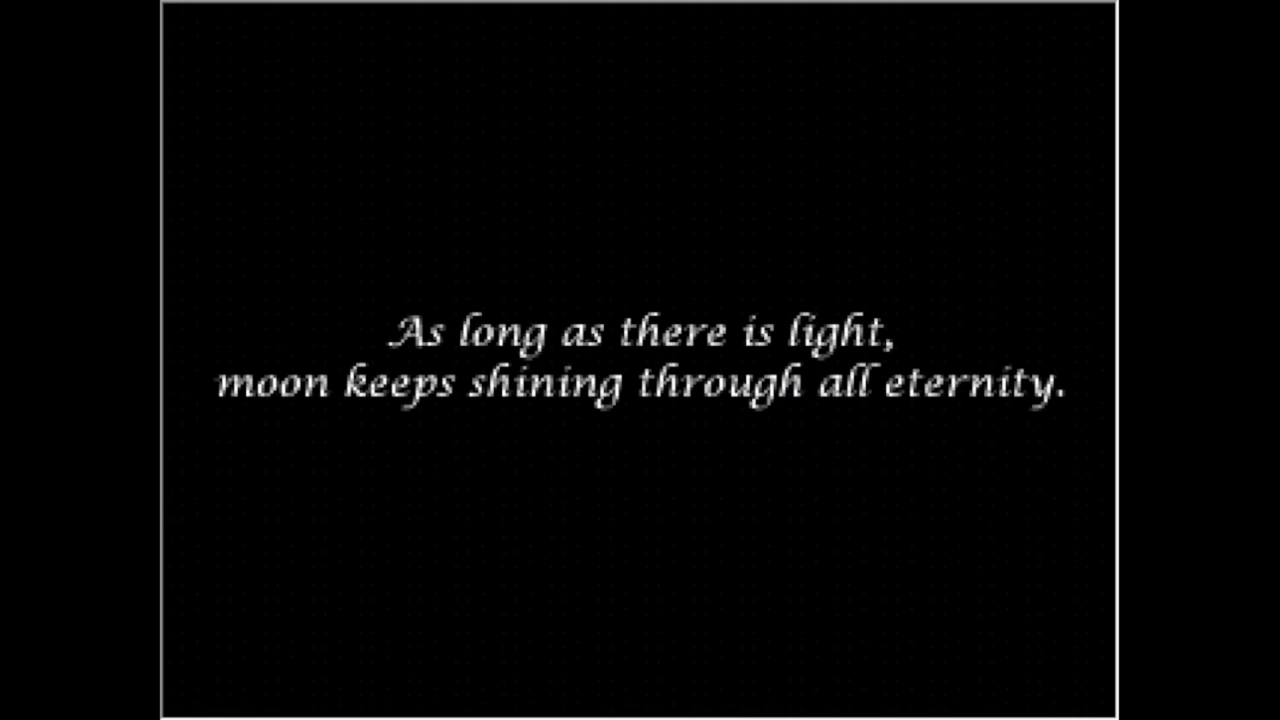 As long as there is light,
moon keeps shining through all eternity.